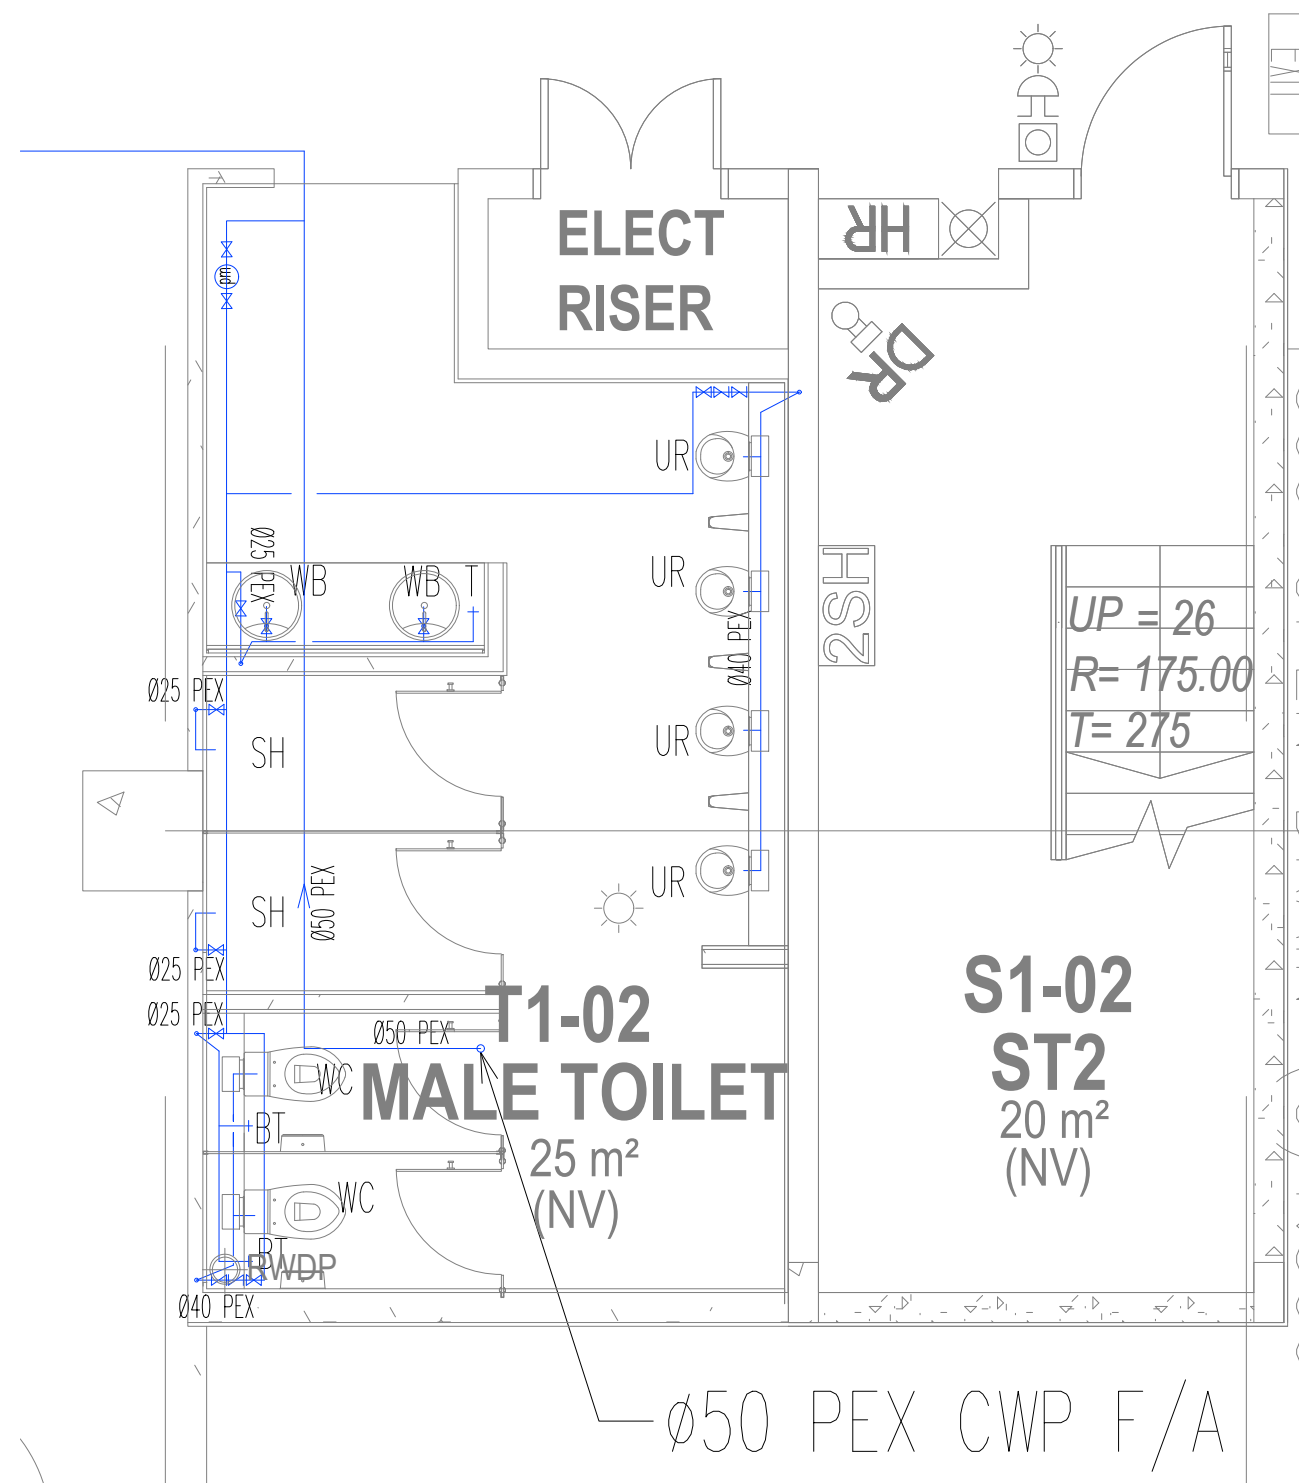 EXIT
HR
ELECT
RISER
pm
DR
UR
Ø25 PEX
WB
WB
T
UR
2SH
UP = 26
R= 175.00
T= 275
Ø40 PEX
Ø25 PEX
SH
UR
UR
SH
Ø50 PEX
Ø25 PEX
T1-02
MALE TOILET
25 m²
(NV)
S1-02
ST2
20 m²
(NV)
Ø25 PEX
Ø50 PEX
WC
BT
WC
BT
RWDP
Ø40 PEX
Ø50 PEX CWP F/A